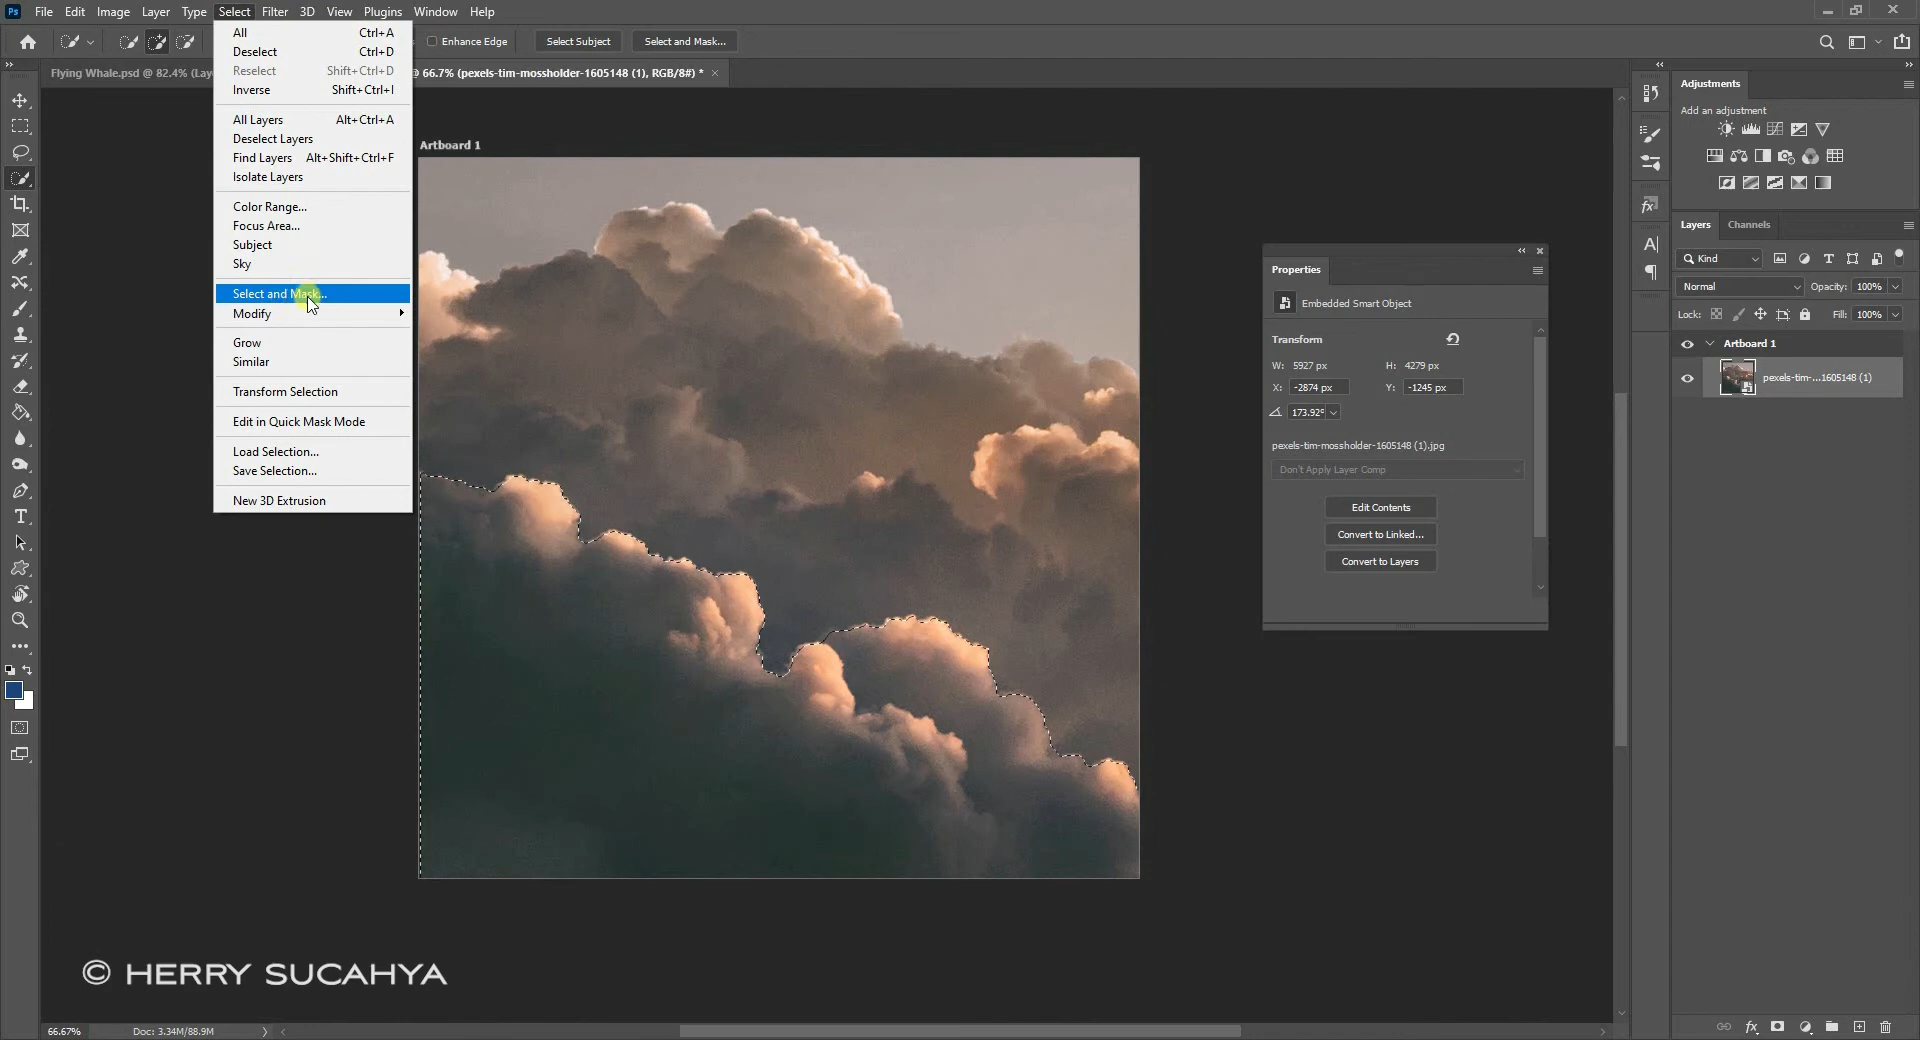 Ps File Edit Image Layer Type Select Filter 3D View Plugins Window Help
Enhance Edge Select Subject Select and Mask...
Flying Whale.psd @ 82.4% (Lay @ 66.7% (pexels-tim-mossholder-1605148 (1), RGB/8#) * ×
All Ctrl+A
Deselect Ctrl+D
Reselect Shift+Ctrl+D
Inverse Shift+Ctrl+I
All Layers Alt+Ctrl+A
Deselect Layers
Find Layers Alt+Shift+Ctrl+F
Isolate Layers
Color Range...
Focus Area...
Subject
Sky
Select and Mask...
Modify
Grow
Similar
Transform Selection
Edit in Quick Mask Mode
Load Selection...
Save Selection...
New 3D Extrusion
Artboard 1
Properties
Embedded Smart Object
Transform
W: 5927 px H: 4279 px
X: -2874 px Y: -1245 px
173.92°
pexels-tim-mossholder-1605148 (1).jpg
Don't Apply Layer Comp
Edit Contents
Convert to Linked...
Convert to Layers
Adjustments
Add an adjustment
Layers Channels
Kind
Normal Opacity: 100%
Lock: Fill: 100%
Artboard 1
pexels-tim-...1605148 (1)
© HERRY SUCAHYA
66.67% Doc: 3.34M/88.9M